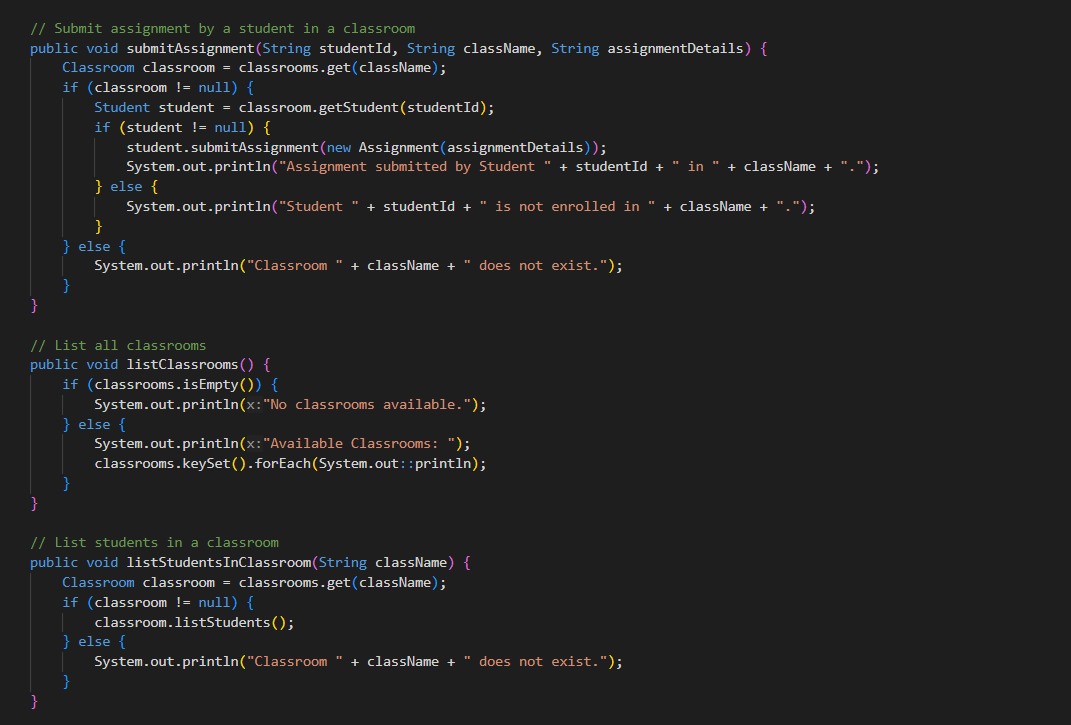 // Submit assignment by a student in a classroom
public void submitAssignment(String studentId, String className, String assignmentDetails) {
    Classroom classroom = classrooms.get(className);
    if (classroom != null) {
        Student student = classroom.getStudent(studentId);
        if (student != null) {
            student.submitAssignment(new Assignment(assignmentDetails));
            System.out.println("Assignment submitted by Student " + studentId + " in " + className + ".");
        } else {
            System.out.println("Student " + studentId + " is not enrolled in " + className + ".");
        }
    } else {
        System.out.println("Classroom " + className + " does not exist.");
    }
}

// List all classrooms
public void listClassrooms() {
    if (classrooms.isEmpty()) {
        System.out.println(x:"No classrooms available.");
    } else {
        System.out.println(x:"Available Classrooms: ");
        classrooms.keySet().forEach(System.out::println);
    }
}

// List students in a classroom
public void listStudentsInClassroom(String className) {
    Classroom classroom = classrooms.get(className);
    if (classroom != null) {
        classroom.listStudents();
    } else {
        System.out.println("Classroom " + className + " does not exist.");
    }
}